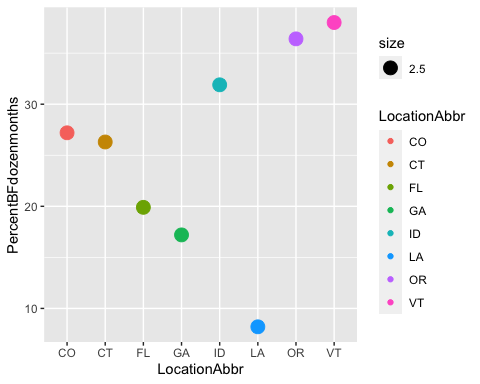 PercentBFdozenmonths
30
20
10
CO CT FL GA ID LA OR VT
LocationAbbr
size
2.5
LocationAbbr
CO
CT
FL
GA
ID
LA
OR
VT